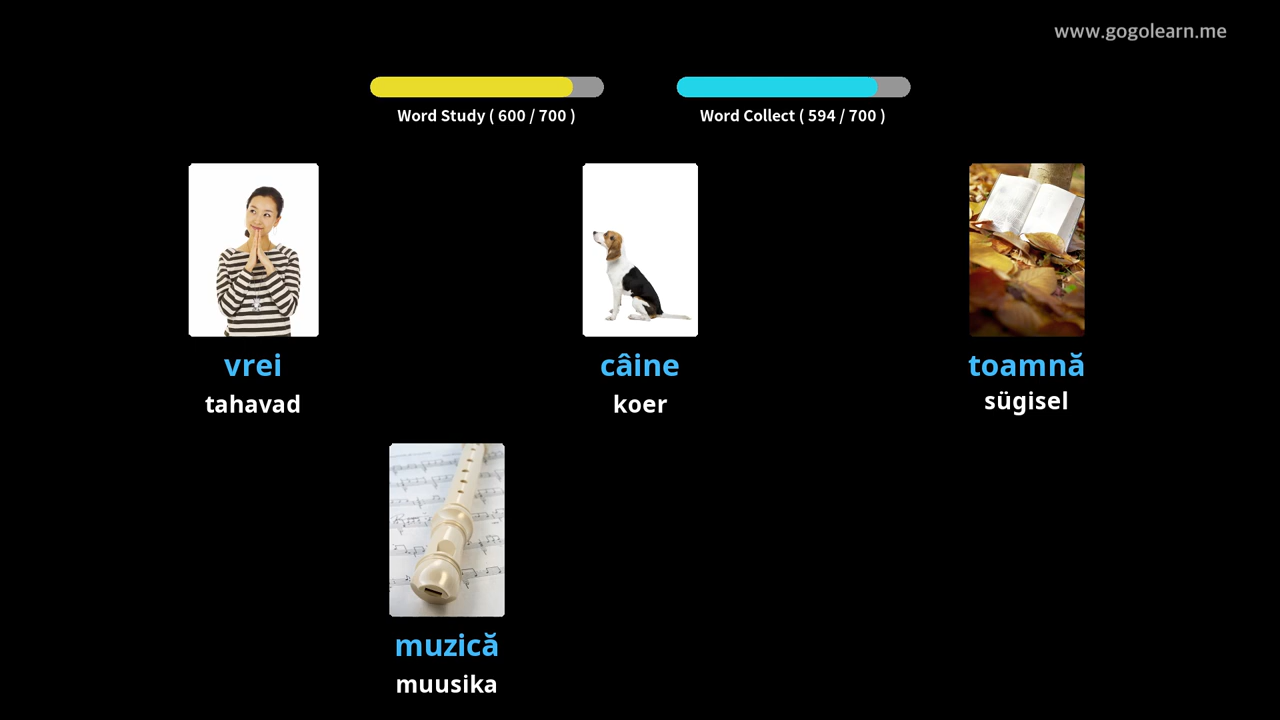 www.gogolearn.me
Word Study ( 600 / 700 )
Word Collect ( 594 / 700 )
vrei
tahavad
câine
koer
toamnă
sügisel
muzică
muusika